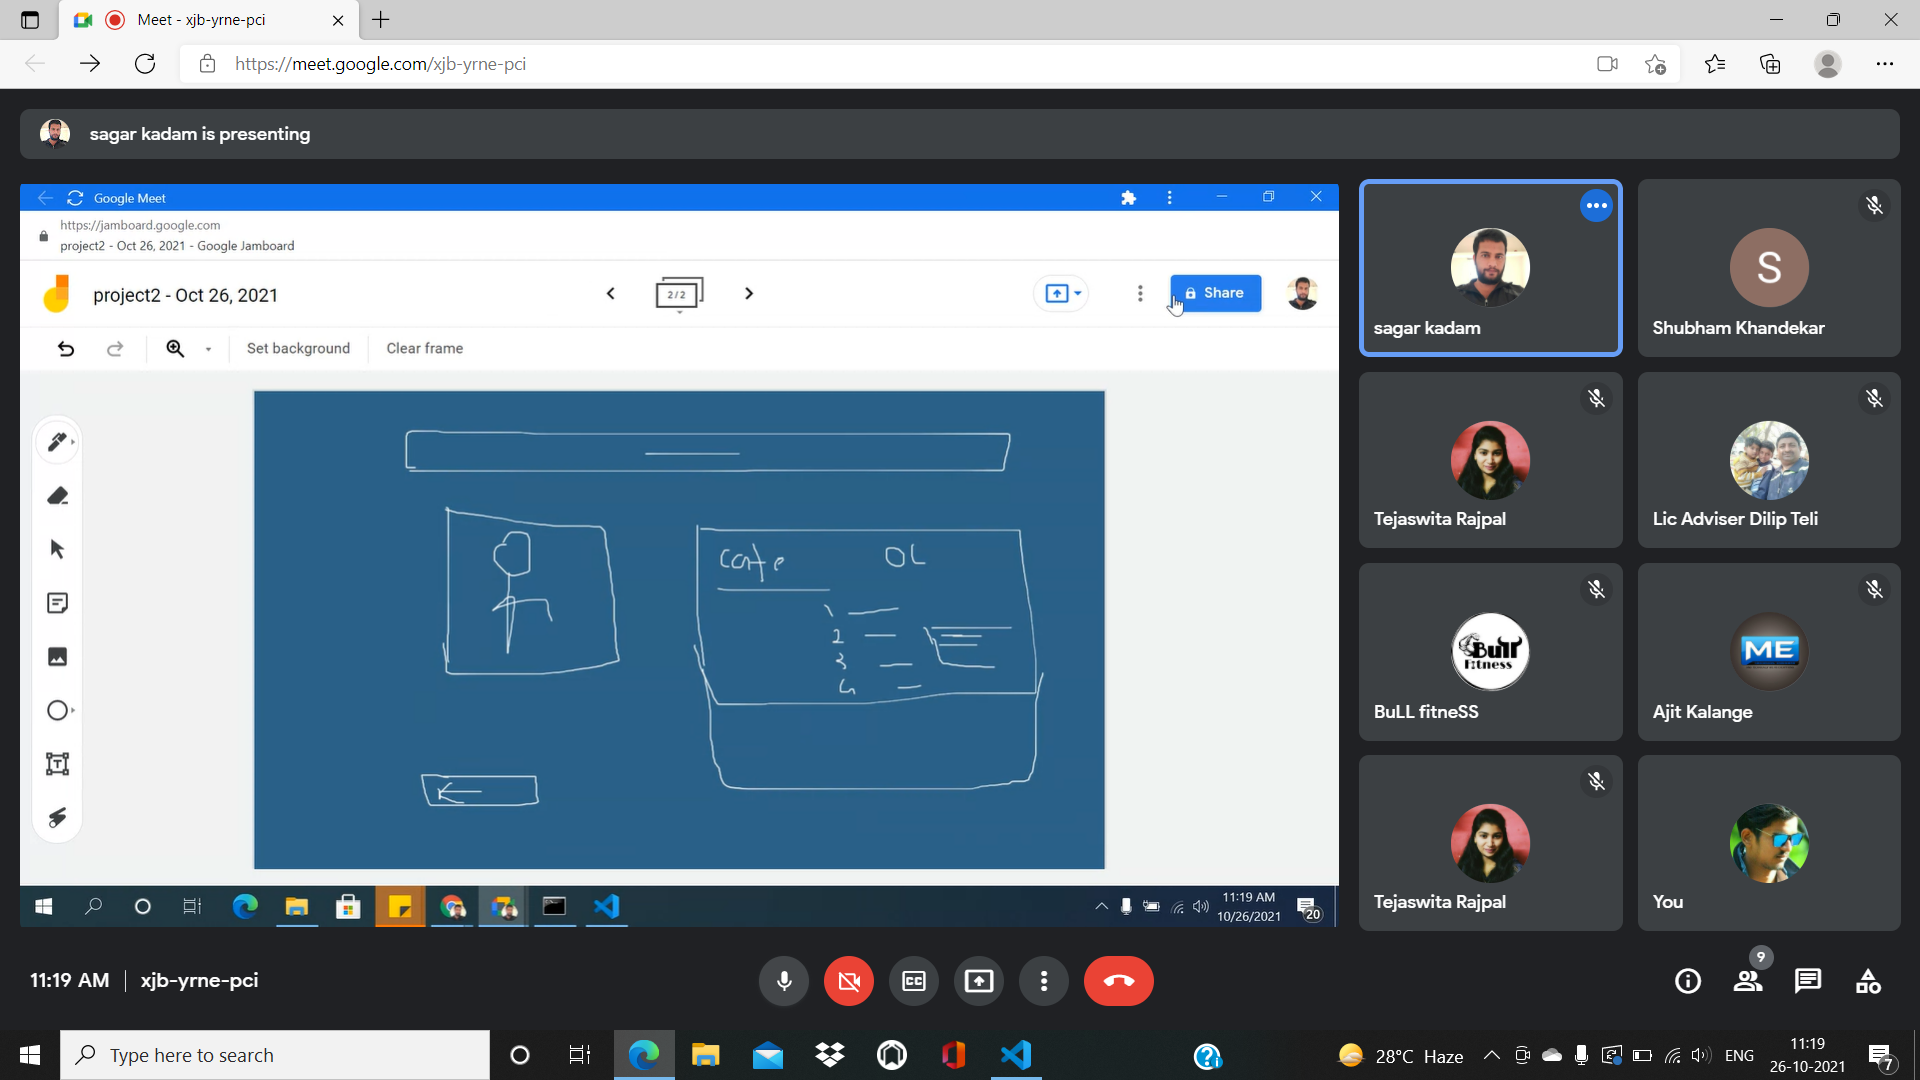 Meet - xjb-yrne-pci
https://meet.google.com/xjb-yrne-pci
sagar kadam is presenting
Google Meet
https://jamboard.google.com
project2 - Oct 26, 2021 - Google Jamboard
project2 - Oct 26, 2021
2 / 2
Share
Set background
Clear frame
OL
2
3
11:19 AM
10/26/2021
20
sagar kadam
Shubham Khandekar
Tejaswita Rajpal
Lic Adviser Dilip Teli
BuLL fitneSS
Ajit Kalange
Tejaswita Rajpal
You
S
Bull
Fitness
ME
11:19 AM
xjb-yrne-pci
CC
9
Type here to search
28°C Haze
ENG
11:19
26-10-2021
7